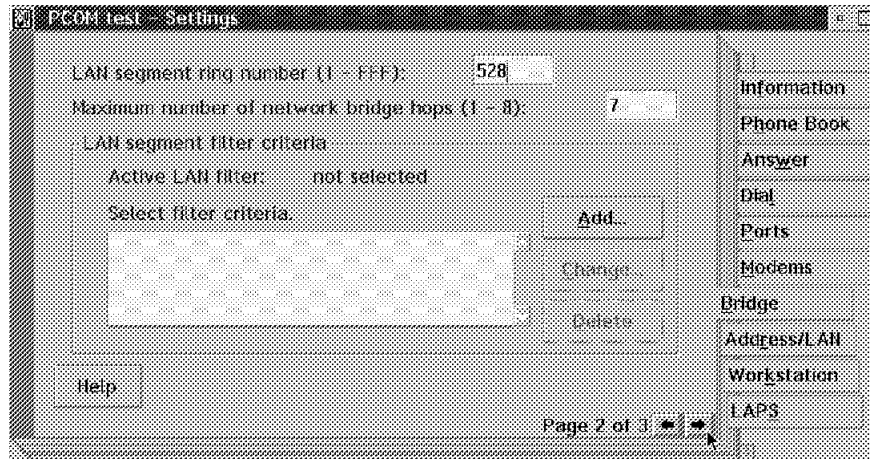 PCOM test - Settings
LAN segment ring number (1 - FFF): 528
Maximum number of network bridge hops (1 - 8): 7
LAN segment filter criteria
Active LAN filter: not selected
Select filter criteria.
Add...
Change...
Delete
Help
Page 2 of 3
Information
Phone Book
Answer
Dial
Ports
Modems
Bridge
Address/LAN
Workstation
LAPS